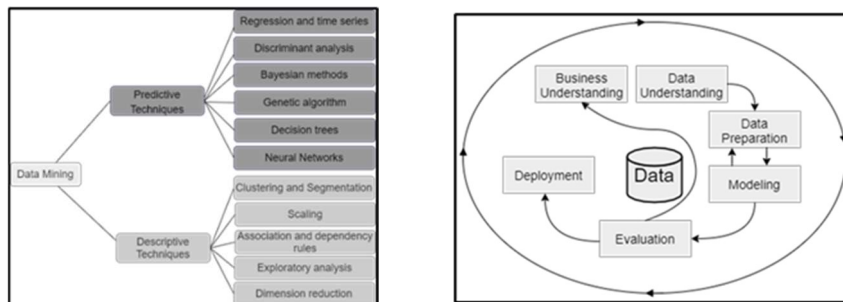 Regression and time series
Discriminant analysis
Bayesian methods
Predictive
Techniques
Genetic algorithm
Decision trees
Neural Networks
Data Mining
Clustering and Segmentation
Scaling
Descriptive
Techniques
Association and dependency
rules
Exploratory analysis
Dimension reduction
Business
Understanding
Data
Understanding
Data
Preparation
Deployment
Data
Modeling
Evaluation